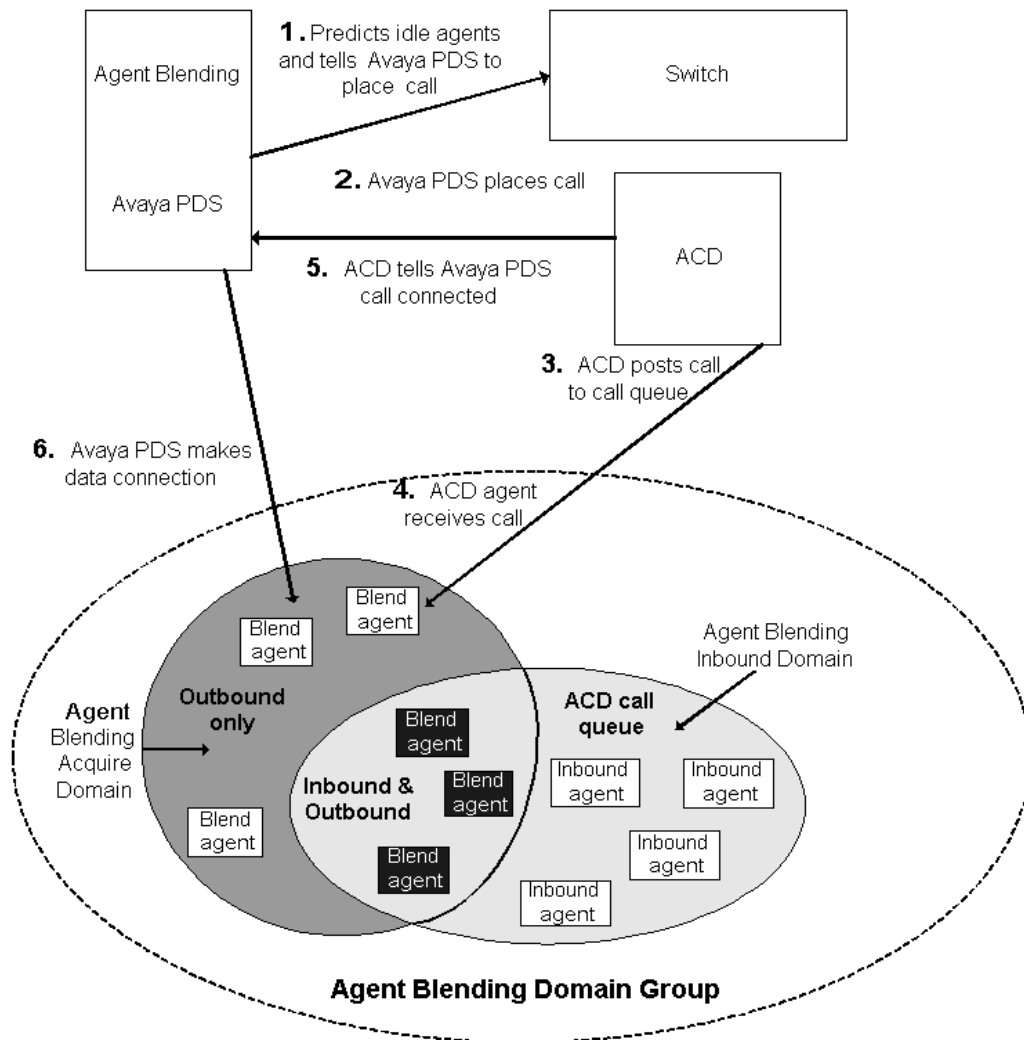 1. Predicts idle agents
and tells Avaya PDS to
place call
Agent Blending
Switch
2. Avaya PDS places call
Avaya PDS
ACD
5. ACD tells Avaya PDS
call connected
3. ACD posts call
to call queue
6. Avaya PDS makes
data connection
4. ACD agent
receives call
Blend
agent
Blend
agent
Agent Blending
Inbound Domain
Outbound
only
ACD call
queue
Agent
Blending
Acquire
Domain
Blend
agent
Inbound &
Outbound
Blend
agent
Inbound
agent
Inbound
agent
Blend
agent
Inbound
agent
Blend
agent
Inbound
agent
Agent Blending Domain Group